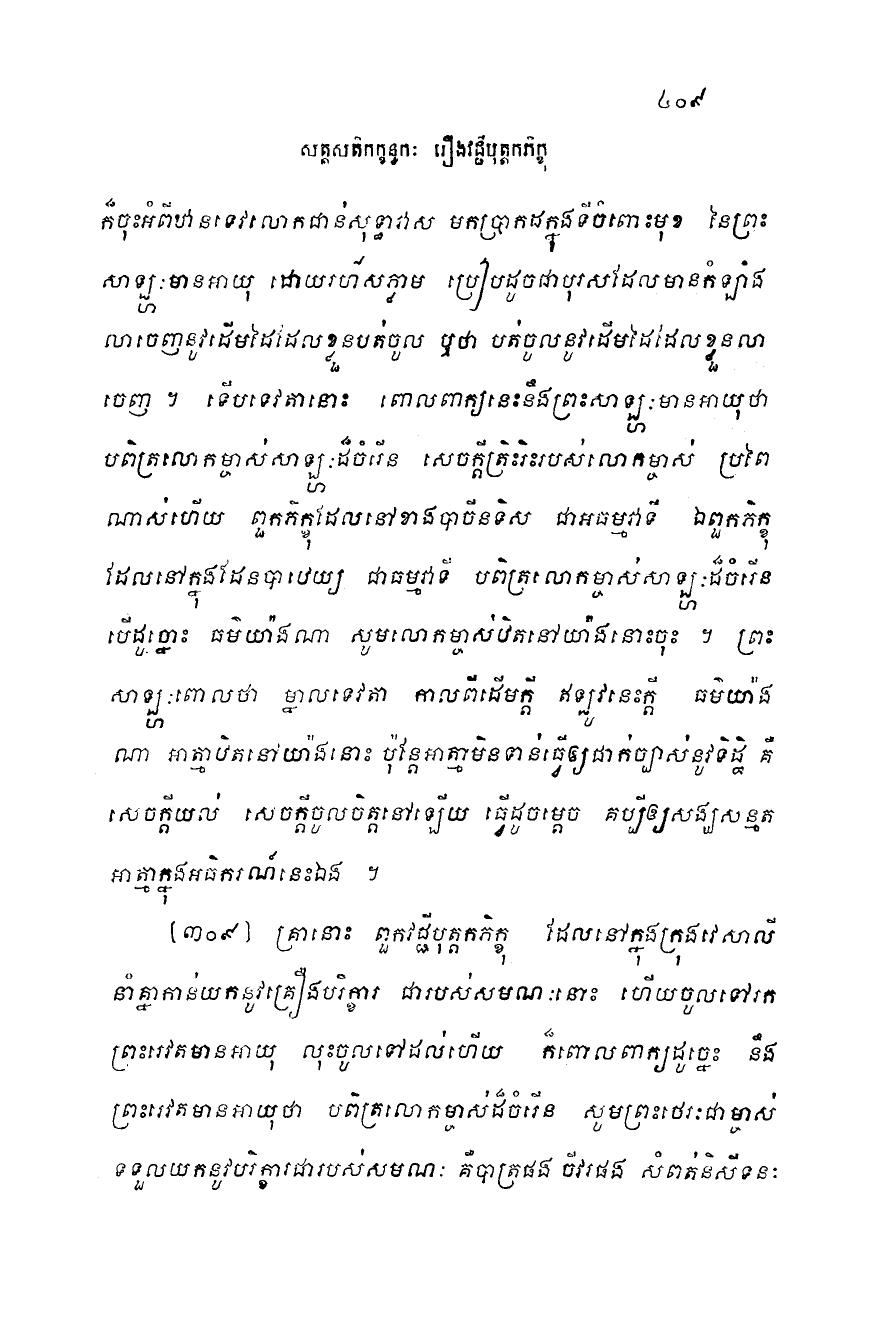 ៤០៩
សត្តសតិកក្ខន្ធកៈ រឿងវជ្ជីបុត្តកភិក្ខុ
ក៏ចុះអំពីឋានទេវលោកជាន់សុទ្ធាវាស មកប្រាកដក្នុងទីចំពោះមុខ នៃព្រះ
សាឡ្ហៈមានអាយុ ដោយរហ័សភ្លាម ប្រៀបដូចជាបុរសដែលមានកំឡាំង
លាចេញនូវដើមដៃដែលខ្លួនបត់ចូល ឬថា បត់ចូលនូវដើមដៃដែលខ្លួនលា
ចេញ ។ ទើបទេវតានោះ ពោលពាក្យនេះនឹងព្រះសាឡ្ហៈមានអាយុថា
បពិត្រលោកម្ចាស់សាឡ្ហៈដ៏ចំរើន សេចក្តីត្រិះរិះរបស់លោកម្ចាស់ ប្រពៃ
ណាស់ហើយ ពួកភិក្ខុដែលនៅខាងបាចីនទិស ជាអធម្មវាទី ឯពួកភិក្ខុ
ដែលនៅក្នុងដែនបាឋេយ្យ ជាធម្មវាទី បពិត្រលោកម្ចាស់សាឡ្ហៈដ៏ចំរើន
បើដូច្នោះ ធម៌យ៉ាងណា សូមលោកម្ចាស់ឋិតនៅយ៉ាងនោះចុះ ។ ព្រះ
សាឡ្ហៈពោលថា ម្នាលទេវតា កាលពីដើមក្តី ឥឡូវនេះក្តី ធម៌យ៉ាង
ណា អាត្មាឋិតនៅយ៉ាងនោះ ប៉ុន្តែអាត្មាមិនទាន់ធ្វើឲ្យជាក់ច្បាស់នូវទិដ្ឋិ គឺ
សេចក្តីយល់ សេចក្តីចូលចិត្តនៅឡើយ ធ្វើដូចម្តេច គប្បីឲ្យសង្ឃសន្មត
អាត្មាក្នុងអធិករណ៍នេះឯង ។
[៣០៩] គ្រានោះ ពួកវជ្ជីបុត្តកភិក្ខុ ដែលនៅក្នុងក្រុងវេសាលី
នាំគ្នាកាន់យកនូវគ្រឿងបរិក្ខារ ជារបស់សមណៈនោះ ហើយចូលទៅរក
ព្រះរេវតមានអាយុ លុះចូលទៅដល់ហើយ ក៏ពោលពាក្យដូច្នេះ នឹង
ព្រះរេវតមានអាយុថា បពិត្រលោកម្ចាស់ដ៏ចំរើន សូមព្រះថេរៈជាម្ចាស់
ទទួលយកនូវបរិក្ខារជារបស់សមណៈ គឺបាត្រផង ចីវរផង សំពត់និសីទនៈ